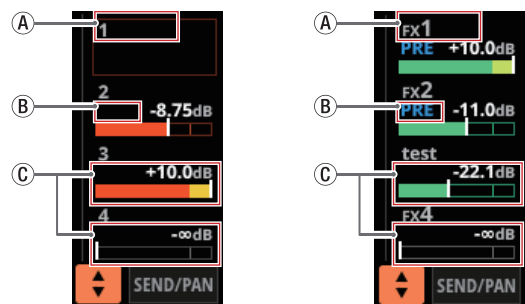 Ⓐ
1
2
Ⓑ
-8.75dB
3
Ⓒ
+10.0dB
4
-∞dB
SEND/PAN
Ⓐ
FX1
PRE +10.0dB
FX2
Ⓑ
PRE -11.0dB
test
Ⓒ
-22.1dB
FX4
-∞dB
SEND/PAN